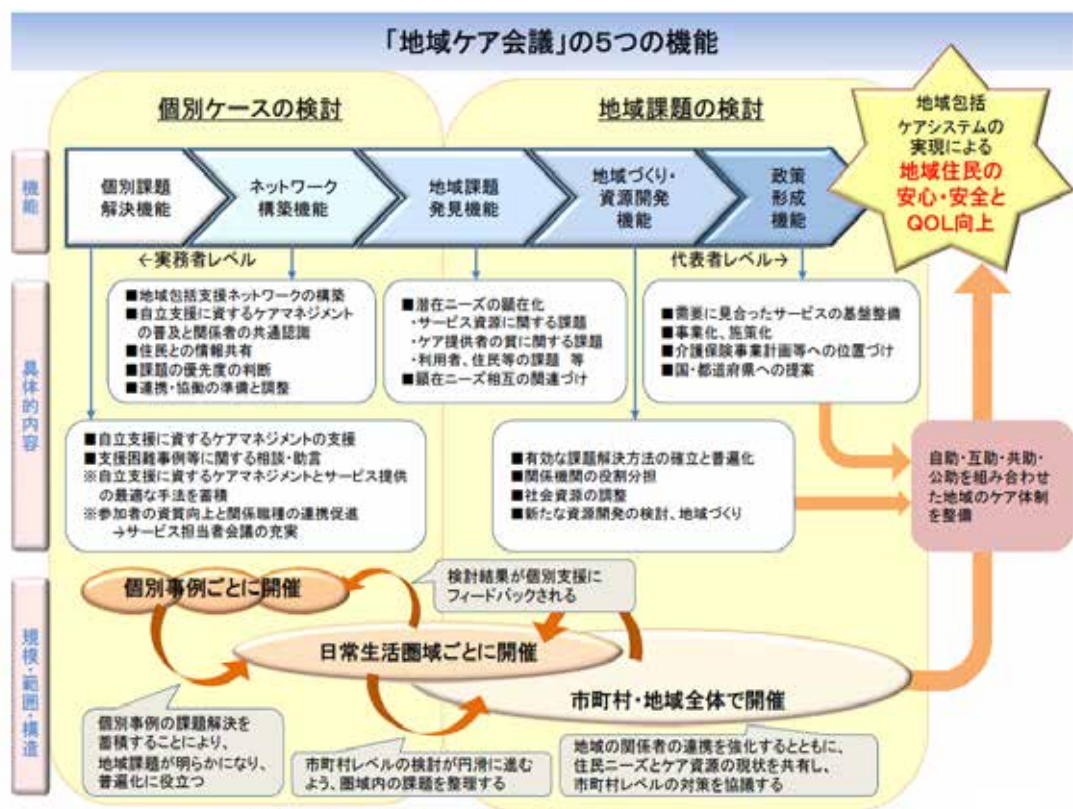 「地域ケア会議」の5つの機能
個別ケースの検討
地域課題の検討
地域包括
ケアシステムの
実現による
地域住民の
安心・安全と
QOL向上
機能
個別課題
解決機能
ネットワーク
構築機能
地域課題
発見機能
地域づくり・
資源開発
機能
政策
形成
機能
←実務者レベル
代表者レベル→
具体的内容
■地域包括支援ネットワークの構築
■自立支援に資するケアマネジメント
の普及と関係者の共通認識
■住民との情報共有
■課題の優先度の判断
■連携・協働の準備と調整
■潜在ニーズの顕在化
・サービス資源に関する課題
・ケア提供者の質に関する課題
・利用者、住民等の課題 等
■顕在ニーズ相互の関連づけ
■需要に見合ったサービスの基盤整備
■事業化、施策化
■介護保険事業計画等への位置づけ
■国・都道府県への提案
■自立支援に資するケアマネジメントの支援
■支援困難事例等に関する相談・助言
※自立支援に資するケアマネジメントとサービス提供
の最適な手法を蓄積
※参加者の資質向上と関係職種の連携促進
→サービス担当者会議の充実
■有効な課題解決方法の確立と普遍化
■関係機関の役割分担
■社会資源の調整
■新たな資源開発の検討、地域づくり
自助・互助・共助・
公助を組み合わせ
た地域のケア体制
を整備
規模・範囲・構造
個別事例ごとに開催
検討結果が個別支援に
フィードバックされる
日常生活圏域ごとに開催
市町村・地域全体で開催
個別事例の課題解決を
蓄積することにより、
地域課題が明らかになり、
普遍化に役立つ
市町村レベルの検討が円滑に進む
よう、圏域内の課題を整理する
地域の関係者の連携を強化するとともに、
住民ニーズとケア資源の現状を共有し、
市町村レベルの対策を協議する